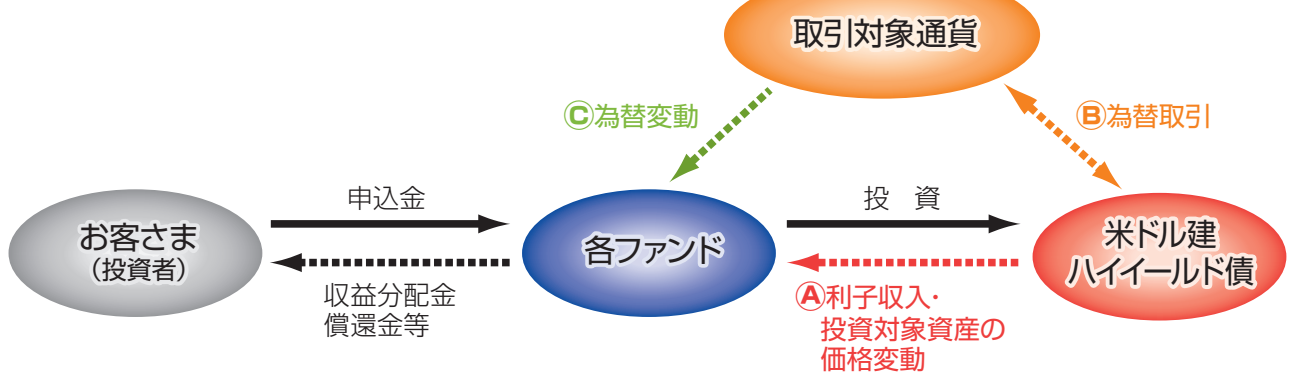 取引対象通貨
Ⓒ為替変動
Ⓑ為替取引
申込金
投 資
お客さま
(投資者)
各ファンド
米ドル建
ハイイールド債
収益分配金
償還金等
Ⓐ利子収入・
投資対象資産の
価格変動